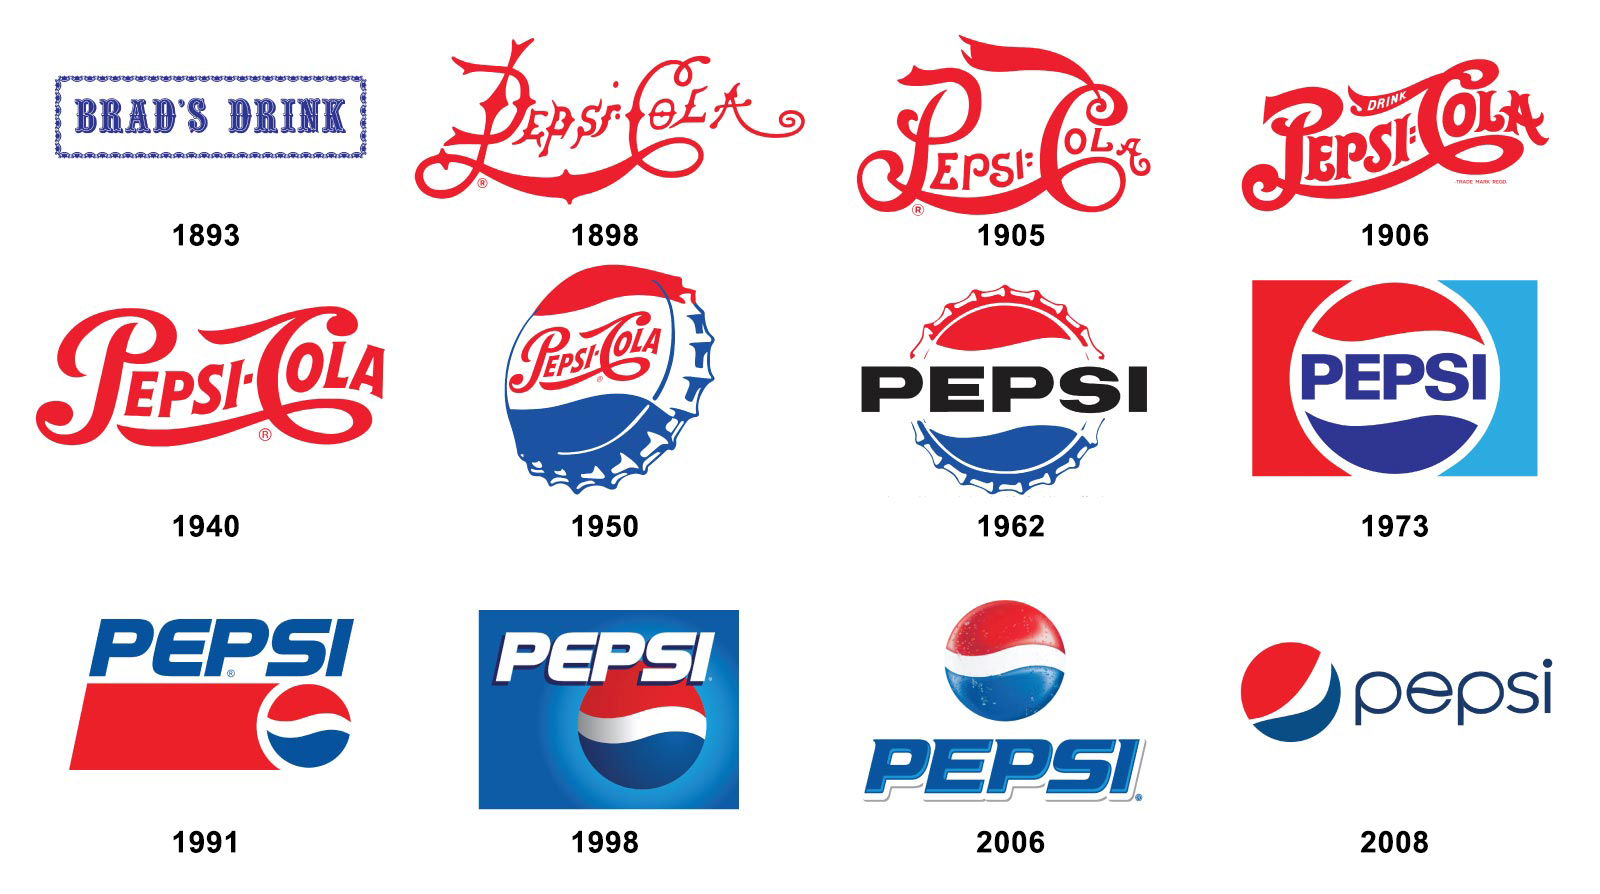 BRAD'S DRINK
1893
PEPSI-COLA
®
1898
PEPSI:COLA
®
1905
DRINK
PEPSI:COLA
TRADE MARK REGD.
1906
PEPSI-COLA
®
1940
PEPSI-COLA
®
1950
PEPSI
1962
PEPSI
1973
PEPSI
®
1991
PEPSI
1998
PEPSI
®
2006
pepsi
2008